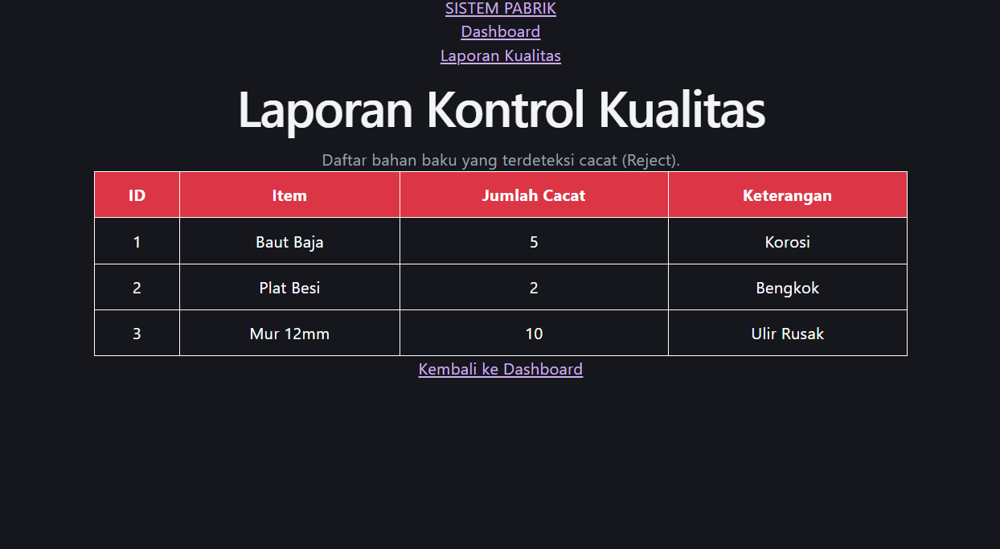 SISTEM PABRIK
Dashboard
Laporan Kualitas
Laporan Kontrol Kualitas
Daftar bahan baku yang terdeteksi cacat (Reject).
ID Item Jumlah Cacat Keterangan
1 Baut Baja 5 Korosi
2 Plat Besi 2 Bengkok
3 Mur 12mm 10 Ulir Rusak
Kembali ke Dashboard